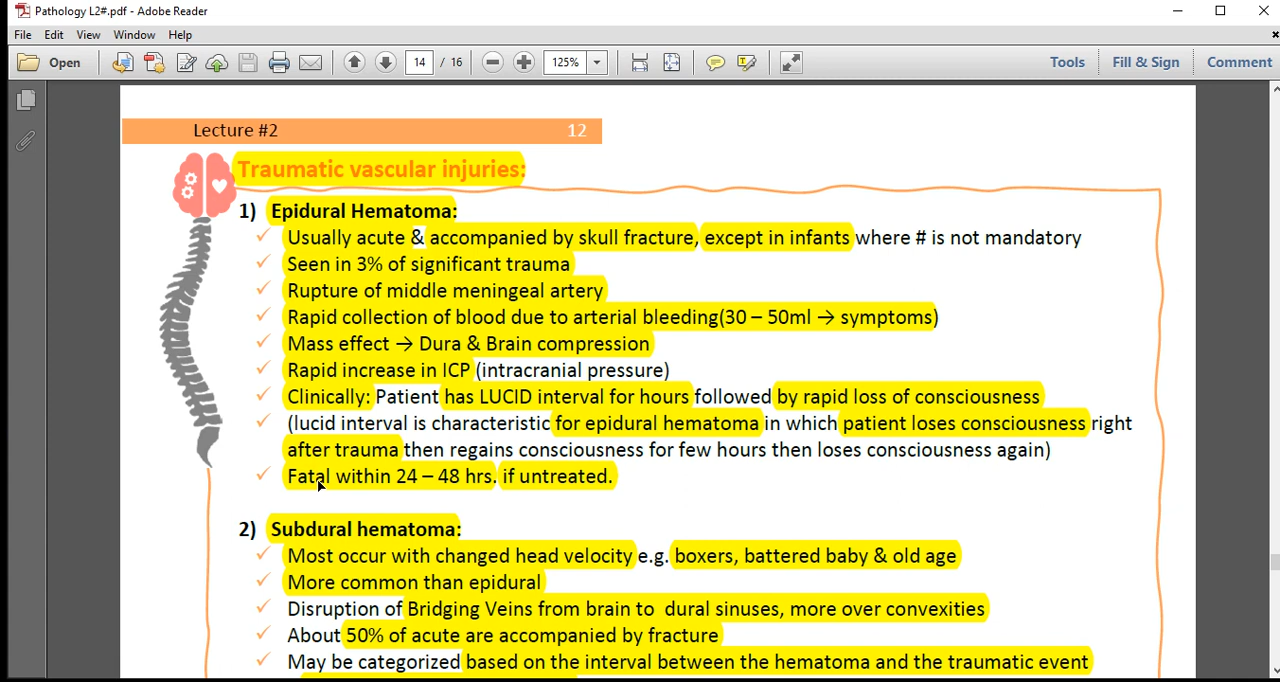 Pathology L2#.pdf - Adobe Reader
File Edit View Window Help
Open 14 / 16 125% Tools Fill & Sign Comment
Lecture #2 12
Traumatic vascular injuries:
1) Epidural Hematoma:
✓ Usually acute & accompanied by skull fracture, except in infants where # is not mandatory
✓ Seen in 3% of significant trauma
✓ Rupture of middle meningeal artery
✓ Rapid collection of blood due to arterial bleeding(30 – 50ml → symptoms)
✓ Mass effect → Dura & Brain compression
✓ Rapid increase in ICP (intracranial pressure)
✓ Clinically: Patient has LUCID interval for hours followed by rapid loss of consciousness
✓ (lucid interval is characteristic for epidural hematoma in which patient loses consciousness right
after trauma then regains consciousness for few hours then loses consciousness again)
✓ Fatal within 24 – 48 hrs. if untreated.
2) Subdural hematoma:
✓ Most occur with changed head velocity e.g. boxers, battered baby & old age
✓ More common than epidural
✓ Disruption of Bridging Veins from brain to dural sinuses, more over convexities
✓ About 50% of acute are accompanied by fracture
✓ May be categorized based on the interval between the hematoma and the traumatic event